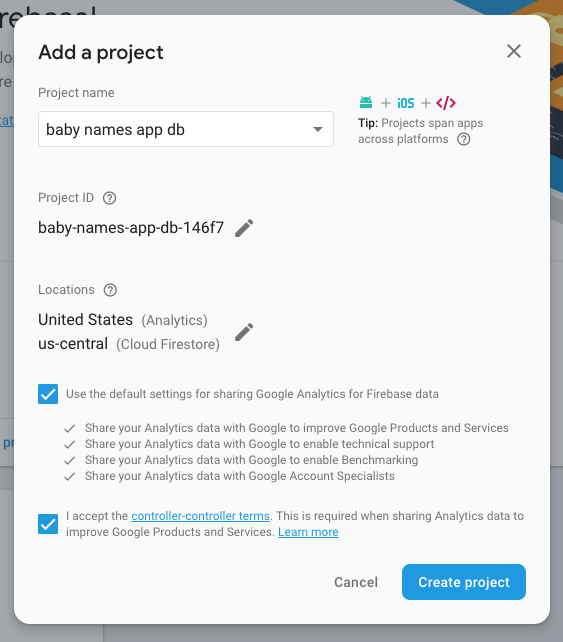 Add a project
Project name
baby names app db
+ iOS + </>
Tip: Projects span apps
across platforms
Project ID
baby-names-app-db-146f7
Locations
United States (Analytics)
us-central (Cloud Firestore)
Use the default settings for sharing Google Analytics for Firebase data
Share your Analytics data with Google to improve Google Products and Services
Share your Analytics data with Google to enable technical support
Share your Analytics data with Google to enable Benchmarking
Share your Analytics data with Google Account Specialists
I accept the controller-controller terms. This is required when sharing Analytics data to
improve Google Products and Services. Learn more
Cancel
Create project